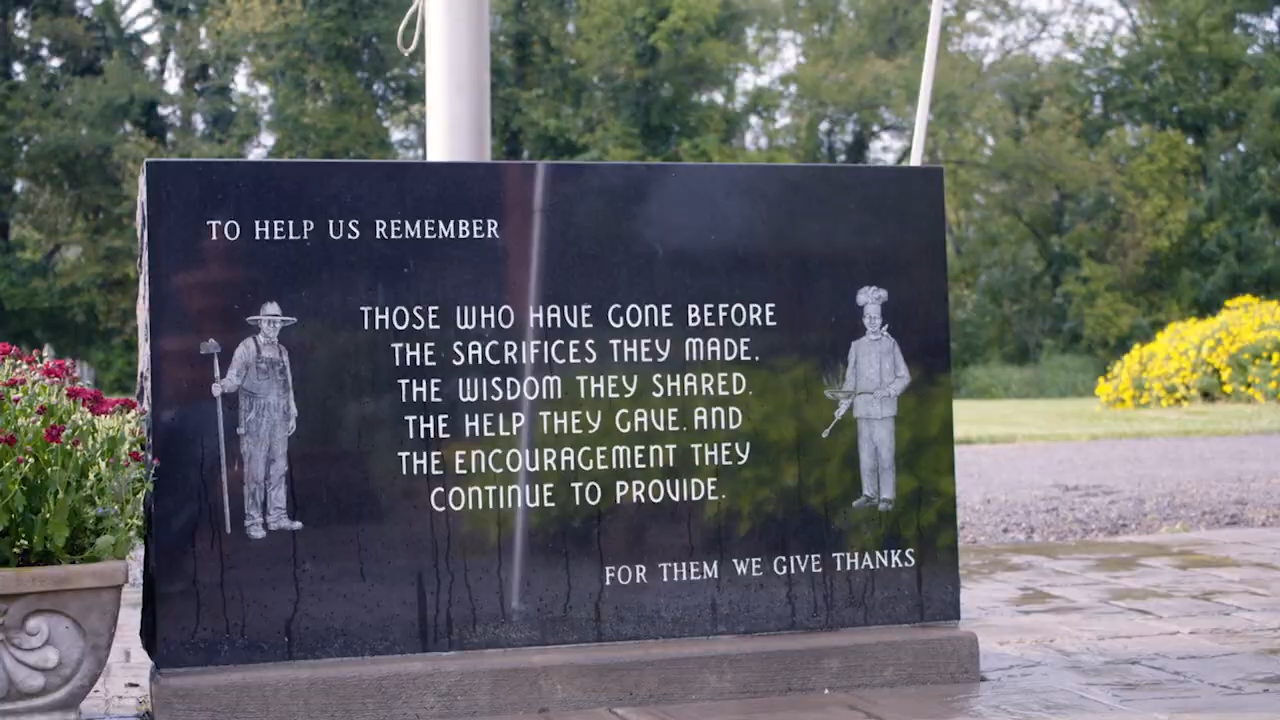 TO HELP US REMEMBER
THOSE WHO HAVE GONE BEFORE
THE SACRIFICES THEY MADE,
THE WISDOM THEY SHARED,
THE HELP THEY GAVE, AND
THE ENCOURAGEMENT THEY
CONTINUE TO PROVIDE.
FOR THEM WE GIVE THANKS